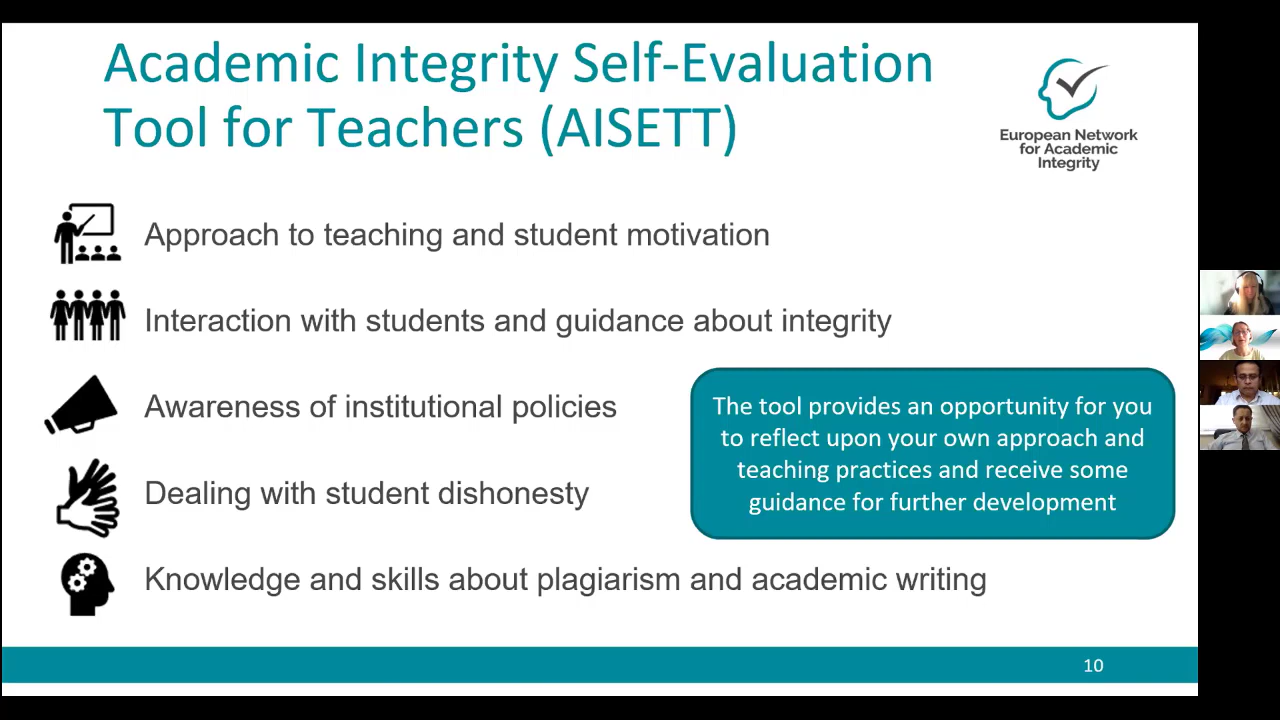 Academic Integrity Self-Evaluation
Tool for Teachers (AISETT)
European Network
for Academic
Integrity
Approach to teaching and student motivation
Interaction with students and guidance about integrity
Awareness of institutional policies
The tool provides an opportunity for you
to reflect upon your own approach and
teaching practices and receive some
guidance for further development
Dealing with student dishonesty
Knowledge and skills about plagiarism and academic writing
10